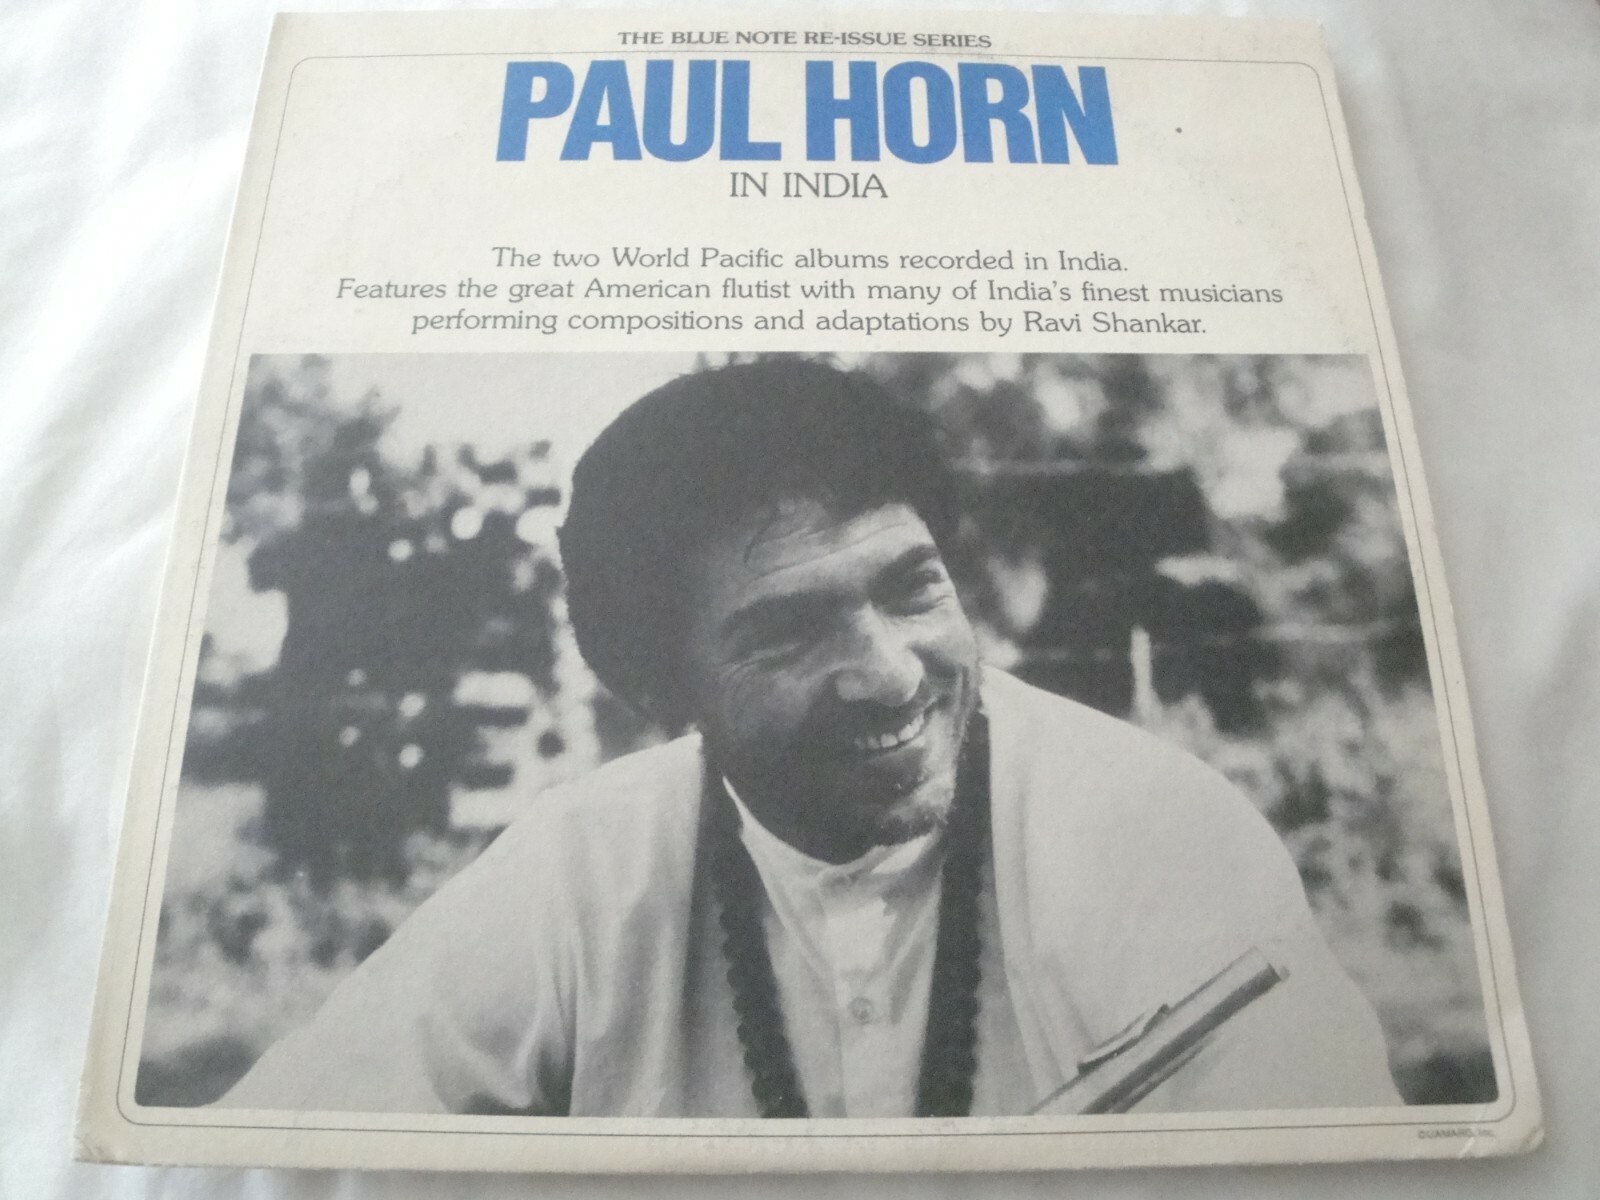 THE BLUE NOTE RE-ISSUE SERIES
PAUL HORN
IN INDIA
The two World Pacific albums recorded in India.
Features the great American flutist with many of India's finest musicians
performing compositions and adaptations by Ravi Shankar.